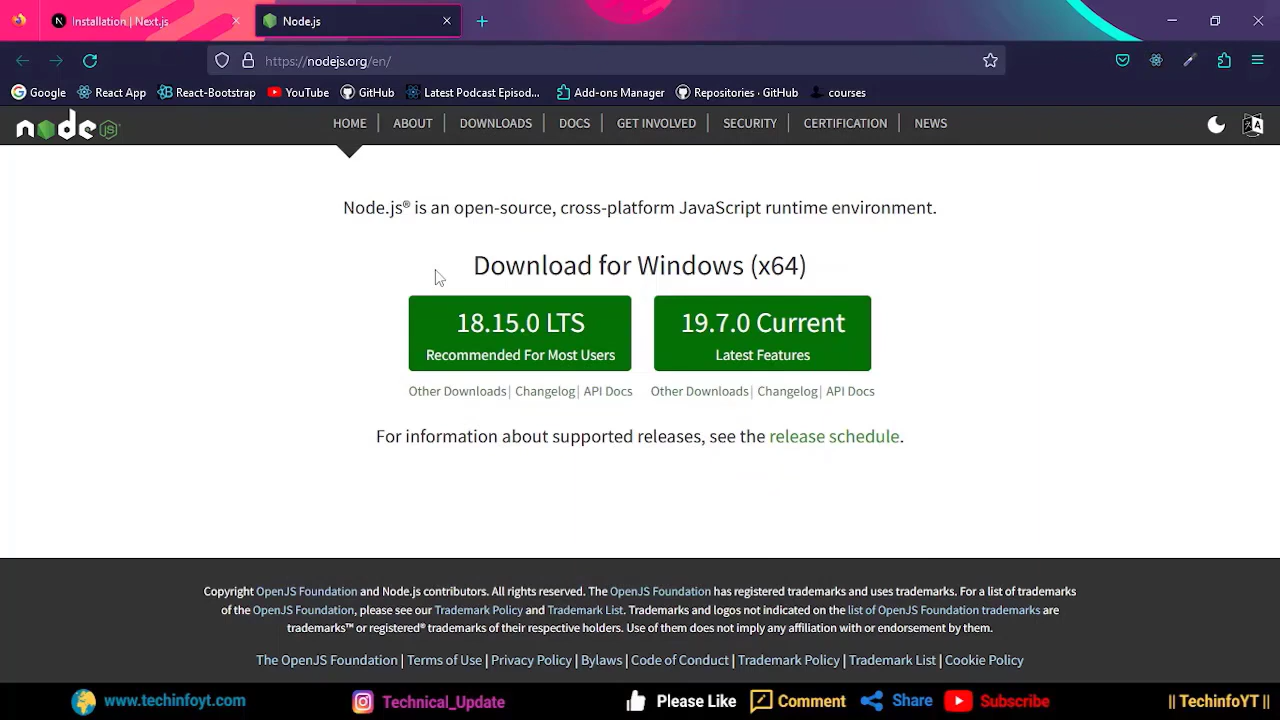 Installation | Next.js
Node.js
https://nodejs.org/en/
Google React App React-Bootstrap YouTube GitHub Latest Podcast Episod... Add-ons Manager Repositories · GitHub courses
node JS
HOME | ABOUT | DOWNLOADS | DOCS | GET INVOLVED | SECURITY | CERTIFICATION | NEWS
Node.js® is an open-source, cross-platform JavaScript runtime environment.
Download for Windows (x64)
18.15.0 LTS
Recommended For Most Users
19.7.0 Current
Latest Features
Other Downloads | Changelog | API Docs
Other Downloads | Changelog | API Docs
For information about supported releases, see the release schedule.
Copyright OpenJS Foundation and Node.js contributors. All rights reserved. The OpenJS Foundation has registered trademarks and uses trademarks. For a list of trademarks
of the OpenJS Foundation, please see our Trademark Policy and Trademark List. Trademarks and logos not indicated on the list of OpenJS Foundation trademarks are
trademarks™ or registered® trademarks of their respective holders. Use of them does not imply any affiliation with or endorsement by them.
The OpenJS Foundation | Terms of Use | Privacy Policy | Bylaws | Code of Conduct | Trademark Policy | Trademark List | Cookie Policy
www.techinfoyt.com Technical_Update Please Like Comment Share Subscribe || TechinfoYT ||